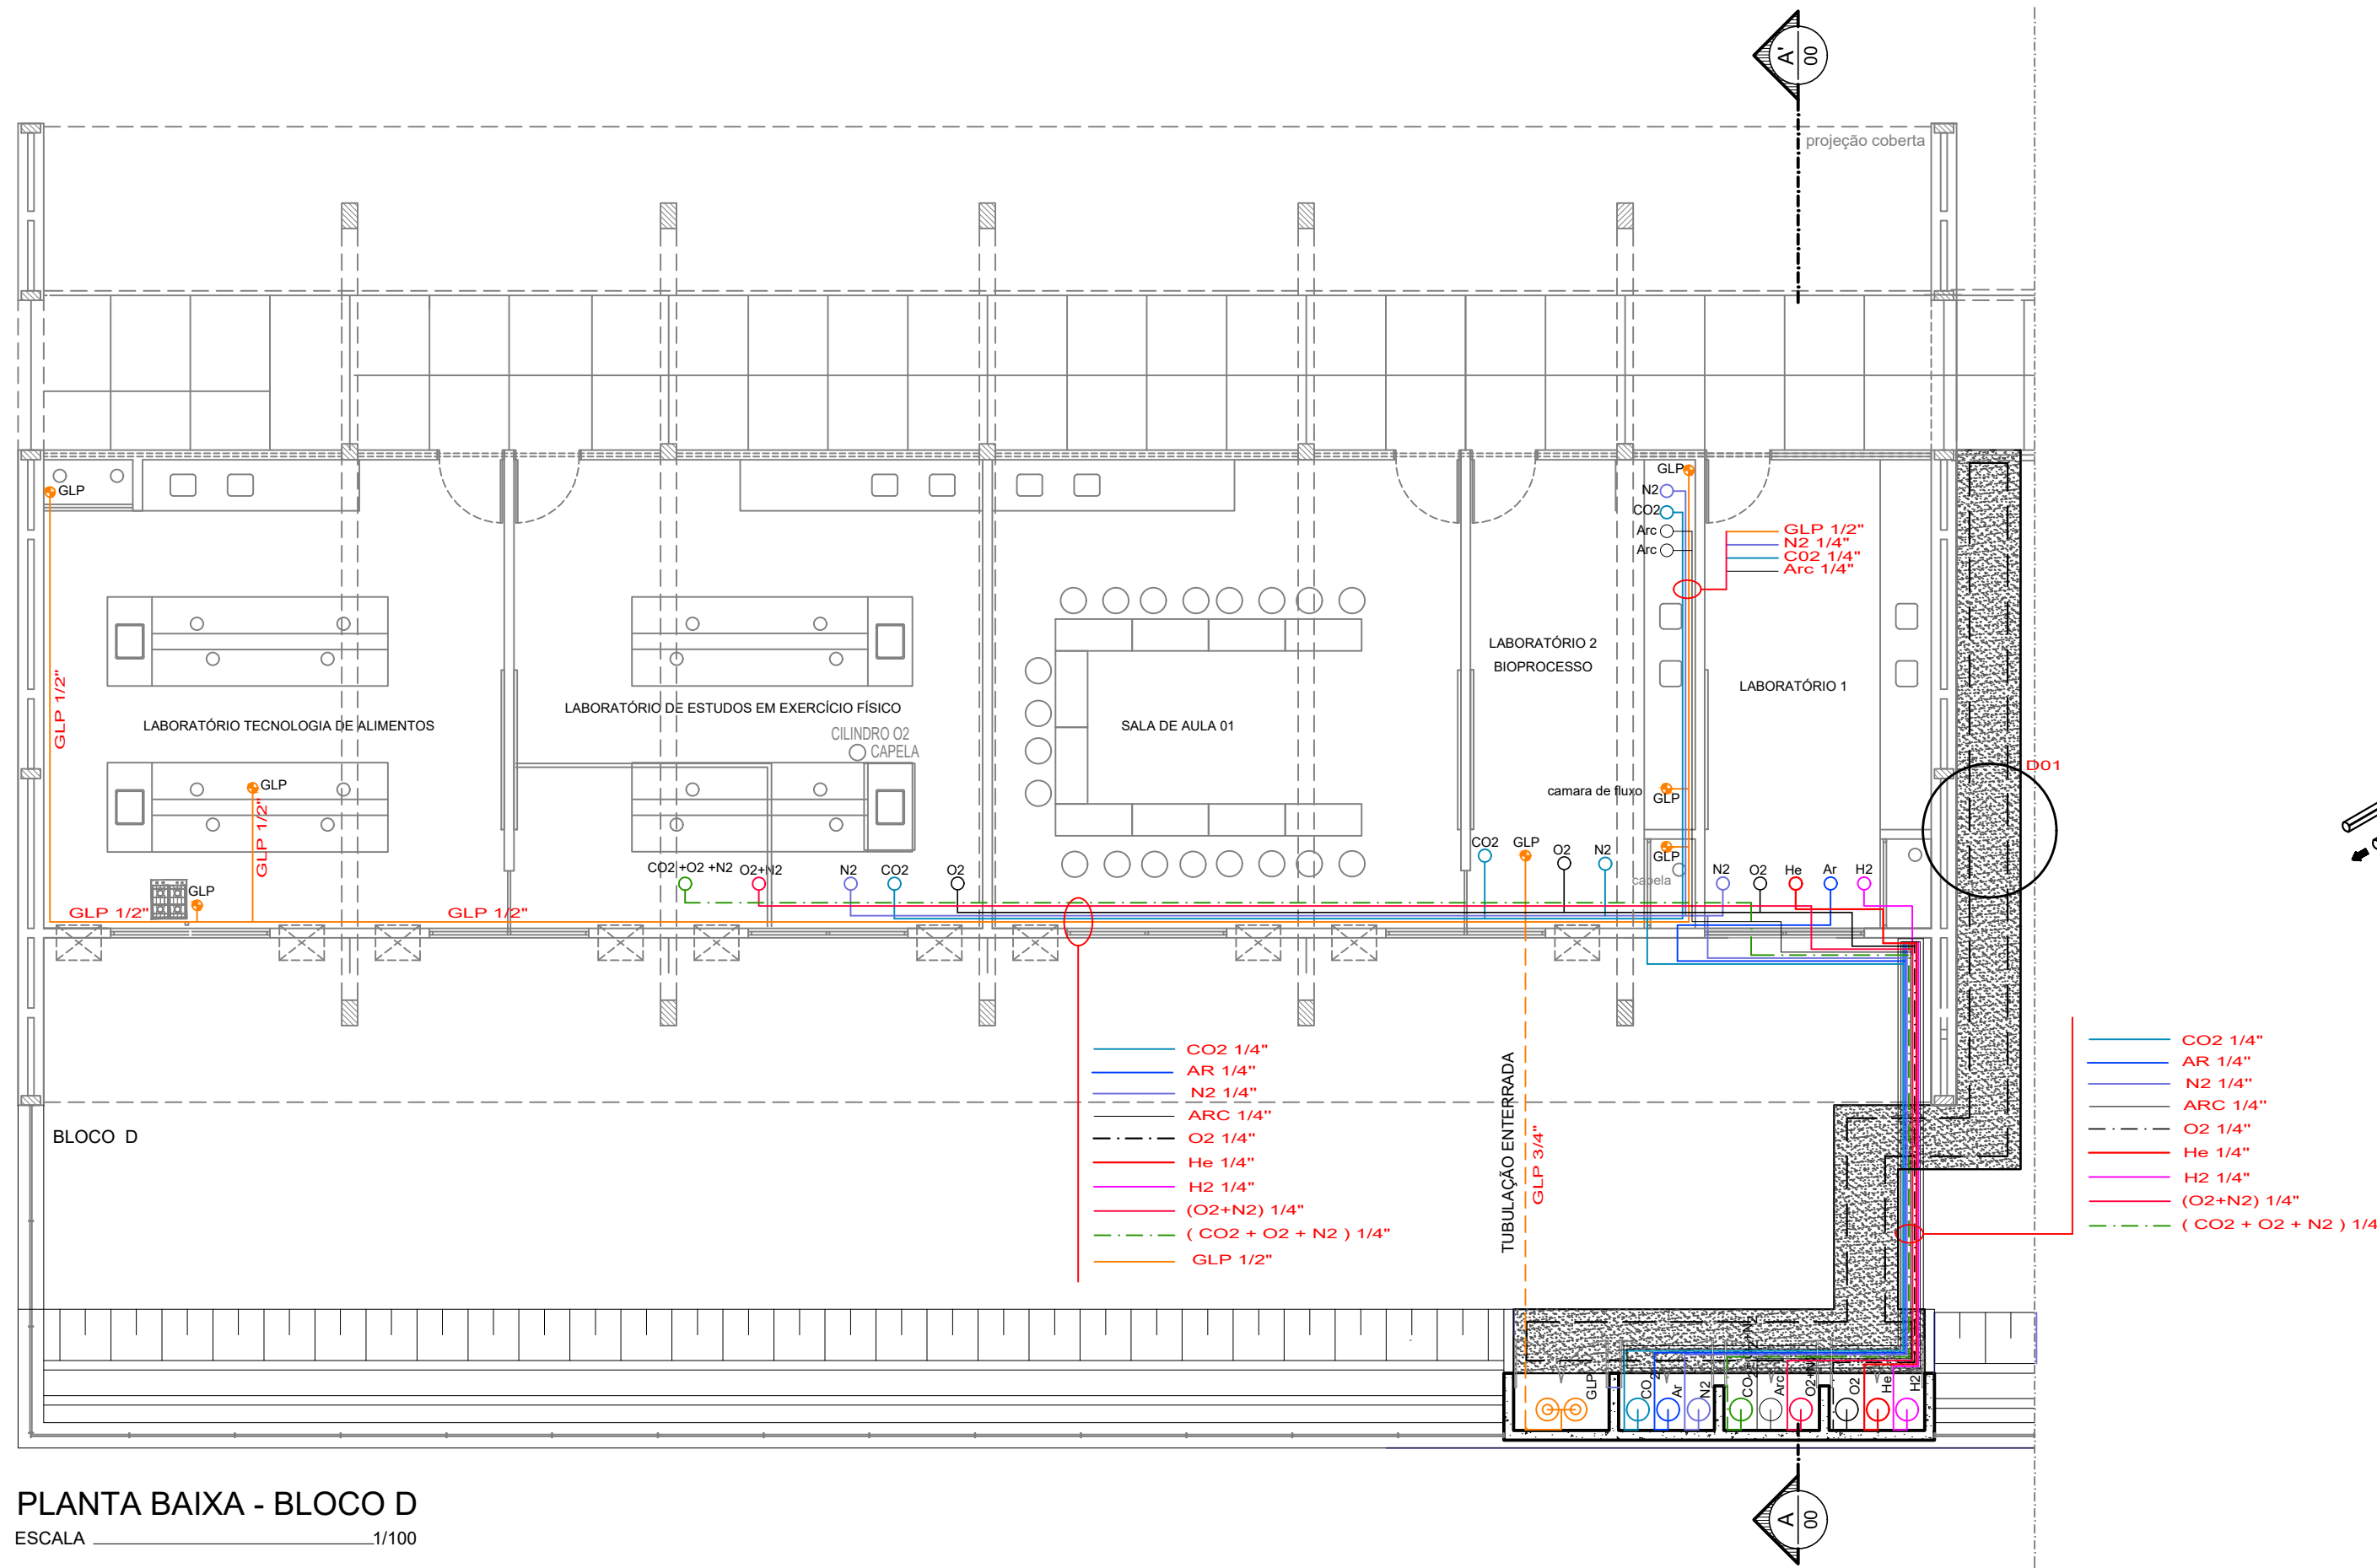 A'
00
projeção coberta
GLP
GLP
N2
CO2
Arc
Arc
GLP 1/2"
N2 1/4"
C02 1/4"
Arc 1/4"
GLP 1/2"
LABORATÓRIO TECNOLOGIA DE ALIMENTOS
LABORATÓRIO DE ESTUDOS EM EXERCÍCIO FÍSICO
CILINDRO O2
CAPELA
SALA DE AULA 01
LABORATÓRIO 2
BIOPROCESSO
LABORATÓRIO 1
D01
GLP
GLP 1/2"
camara de fluxo
GLP
GLP
capela
GLP
GLP 1/2"
GLP 1/2"
CO2 +O2 +N2
O2+N2
N2
CO2
O2
CO2
GLP
O2
N2
N2
O2
He
Ar
H2
CO2 1/4"
AR 1/4"
N2 1/4"
ARC 1/4"
O2 1/4"
He 1/4"
H2 1/4"
(O2+N2) 1/4"
( CO2 + O2 + N2 ) 1/4"
GLP 1/2"
TUBULAÇÃO ENTERRADA
GLP 3/4"
CO2 1/4"
AR 1/4"
N2 1/4"
ARC 1/4"
O2 1/4"
He 1/4"
H2 1/4"
(O2+N2) 1/4"
( CO2 + O2 + N2 ) 1/4
BLOCO D
GLP
Ar
N2
Arc
O2
He
H2
PLANTA BAIXA - BLOCO D
ESCALA 1/100
A
00